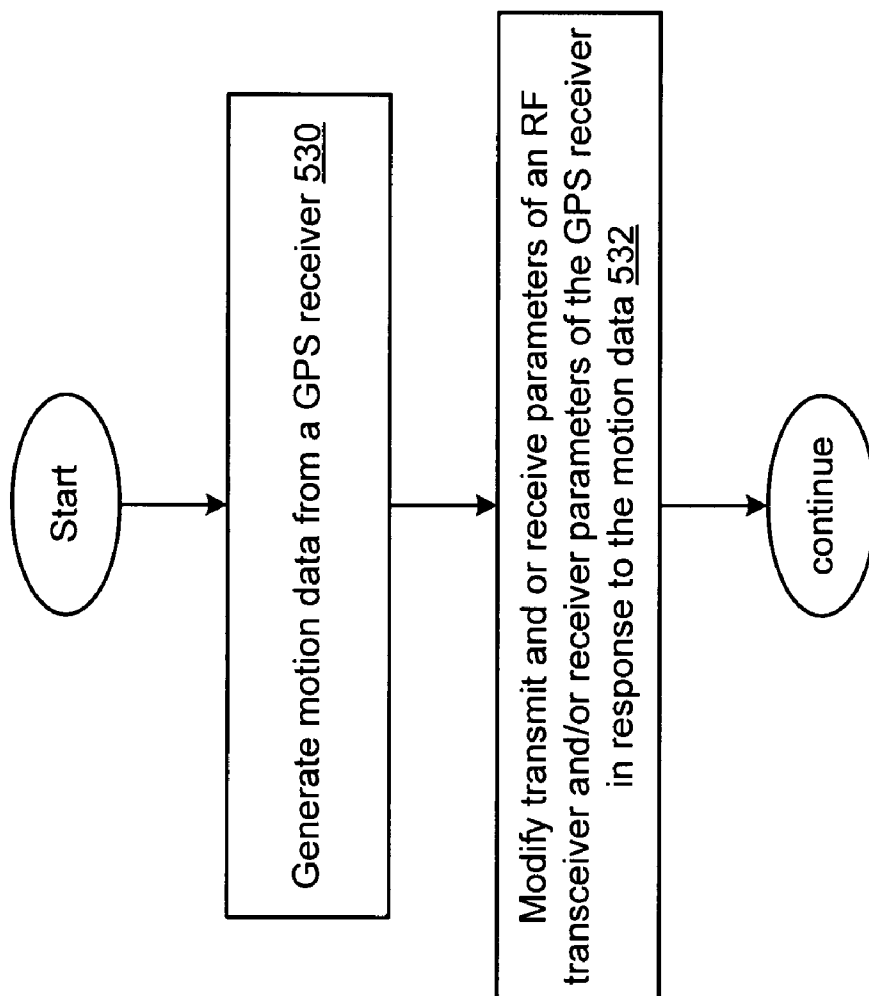 Start
Generate motion data from a GPS receiver 530
Modify transmit and or receive parameters of an RF
transceiver and/or receiver parameters of the GPS receiver
in response to the motion data 532
continue